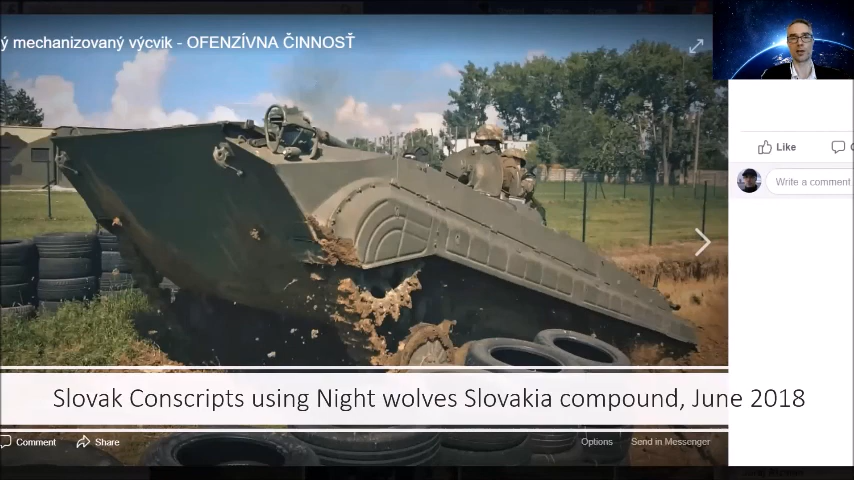 ý mechanizovaný výcvik - OFENZÍVNA ČINNOSŤ
Like
Write a comment
Slovak Conscripts using Night wolves Slovakia compound, June 2018
Comment
Share
Options
Send in Messenger